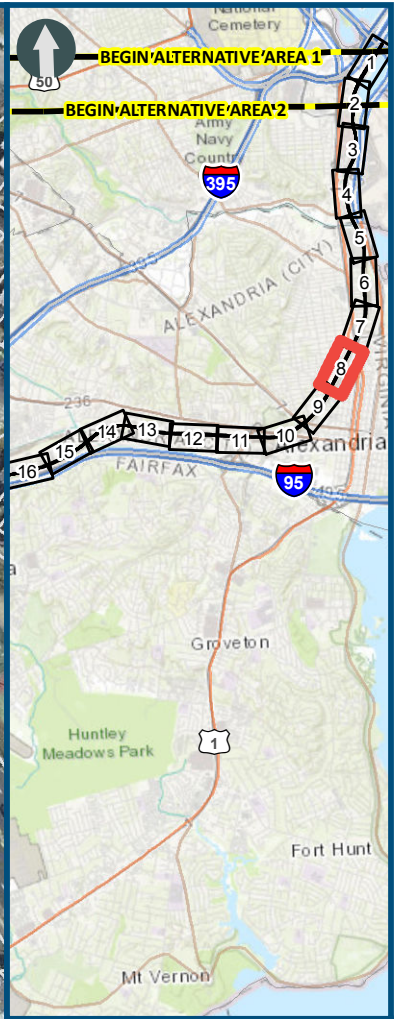 National
Cemetery
BEGIN ALTERNATIVE AREA 1
1
50
BEGIN ALTERNATIVE AREA 2
2
Army
Navy
Country
3
395
4
5
395
ALEXANDRIA (CITY)
6
7
VIRGINIA
8
236
9
14
13
12
11
10
Alexandria
15
16
FAIRFAX
95
495
a
Groveton
1
Huntley
Meadows Park
Fort Hunt
Mt Vernon